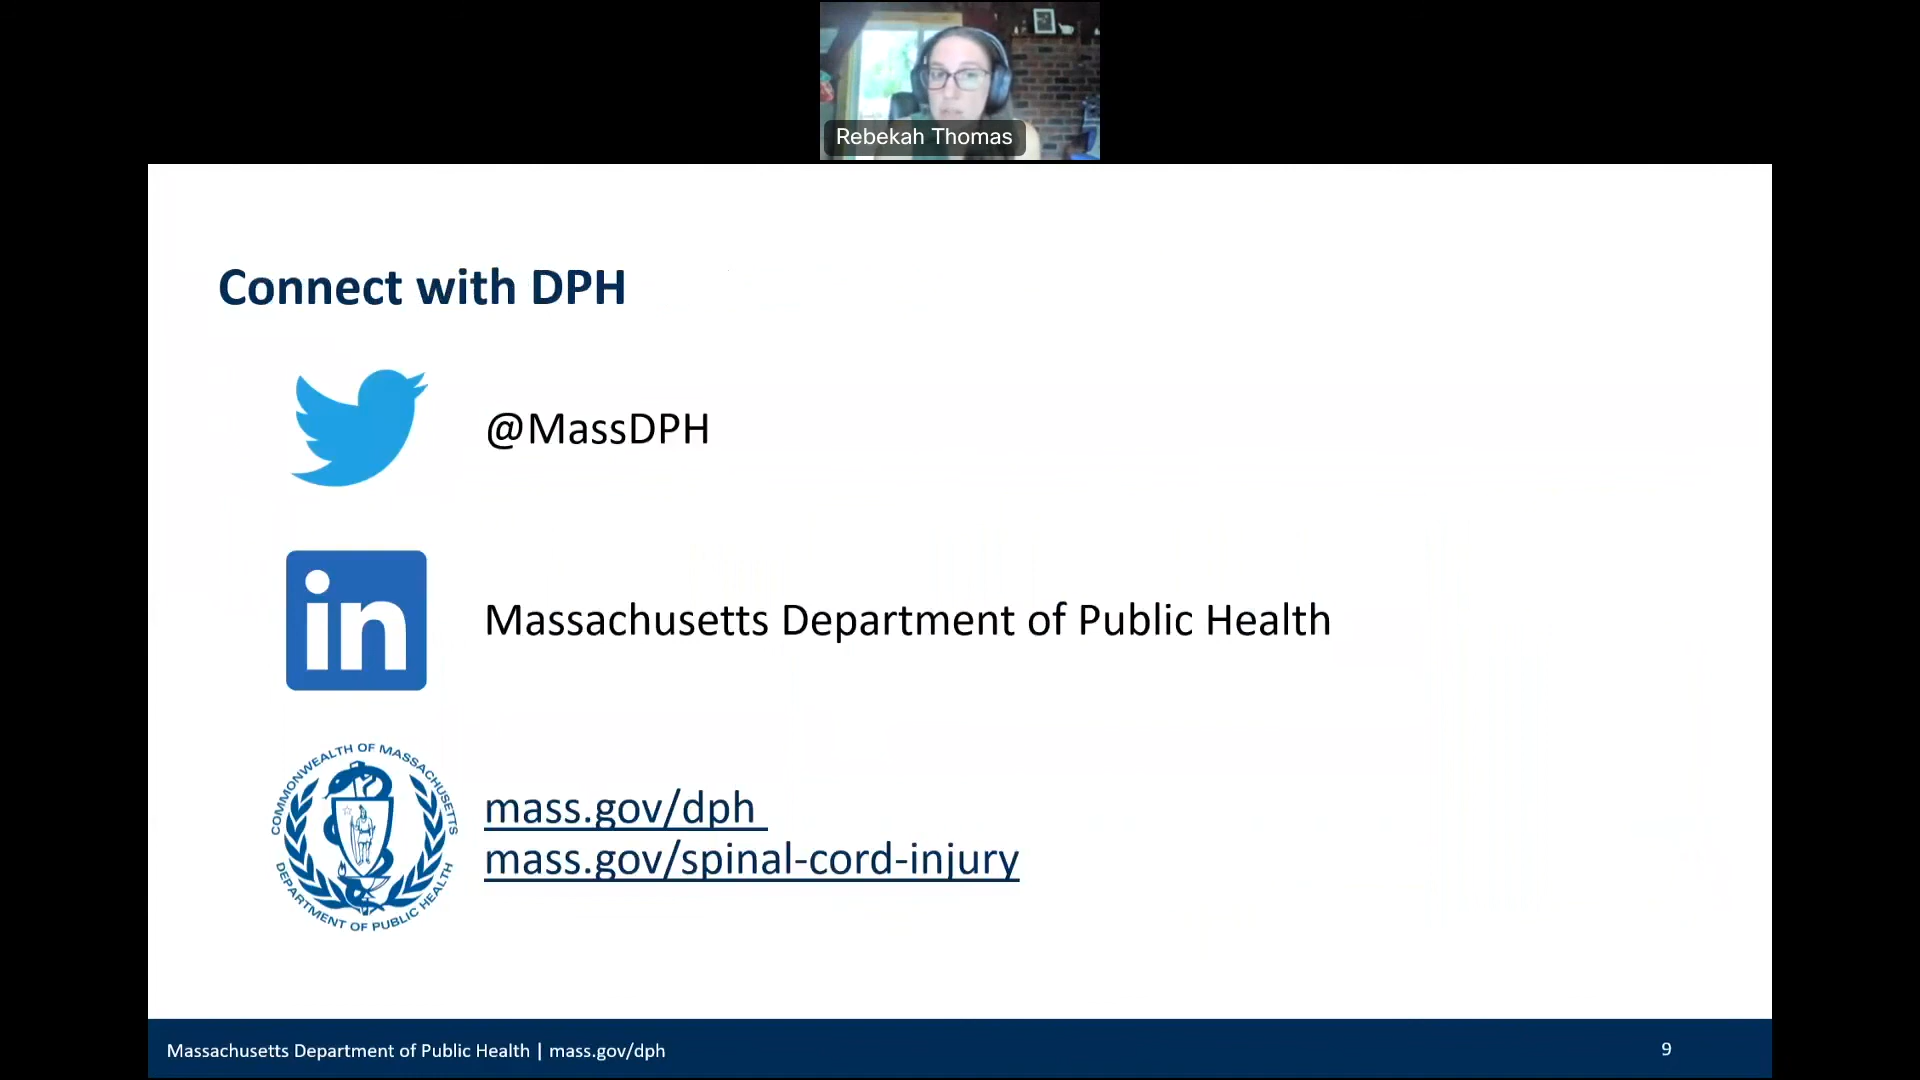 Rebekah Thomas
Connect with DPH
@MassDPH
in
Massachusetts Department of Public Health
COMMONWEALTH OF MASSACHUSETTS
DEPARTMENT OF PUBLIC HEALTH
mass.gov/dph
mass.gov/spinal-cord-injury
Massachusetts Department of Public Health | mass.gov/dph
9